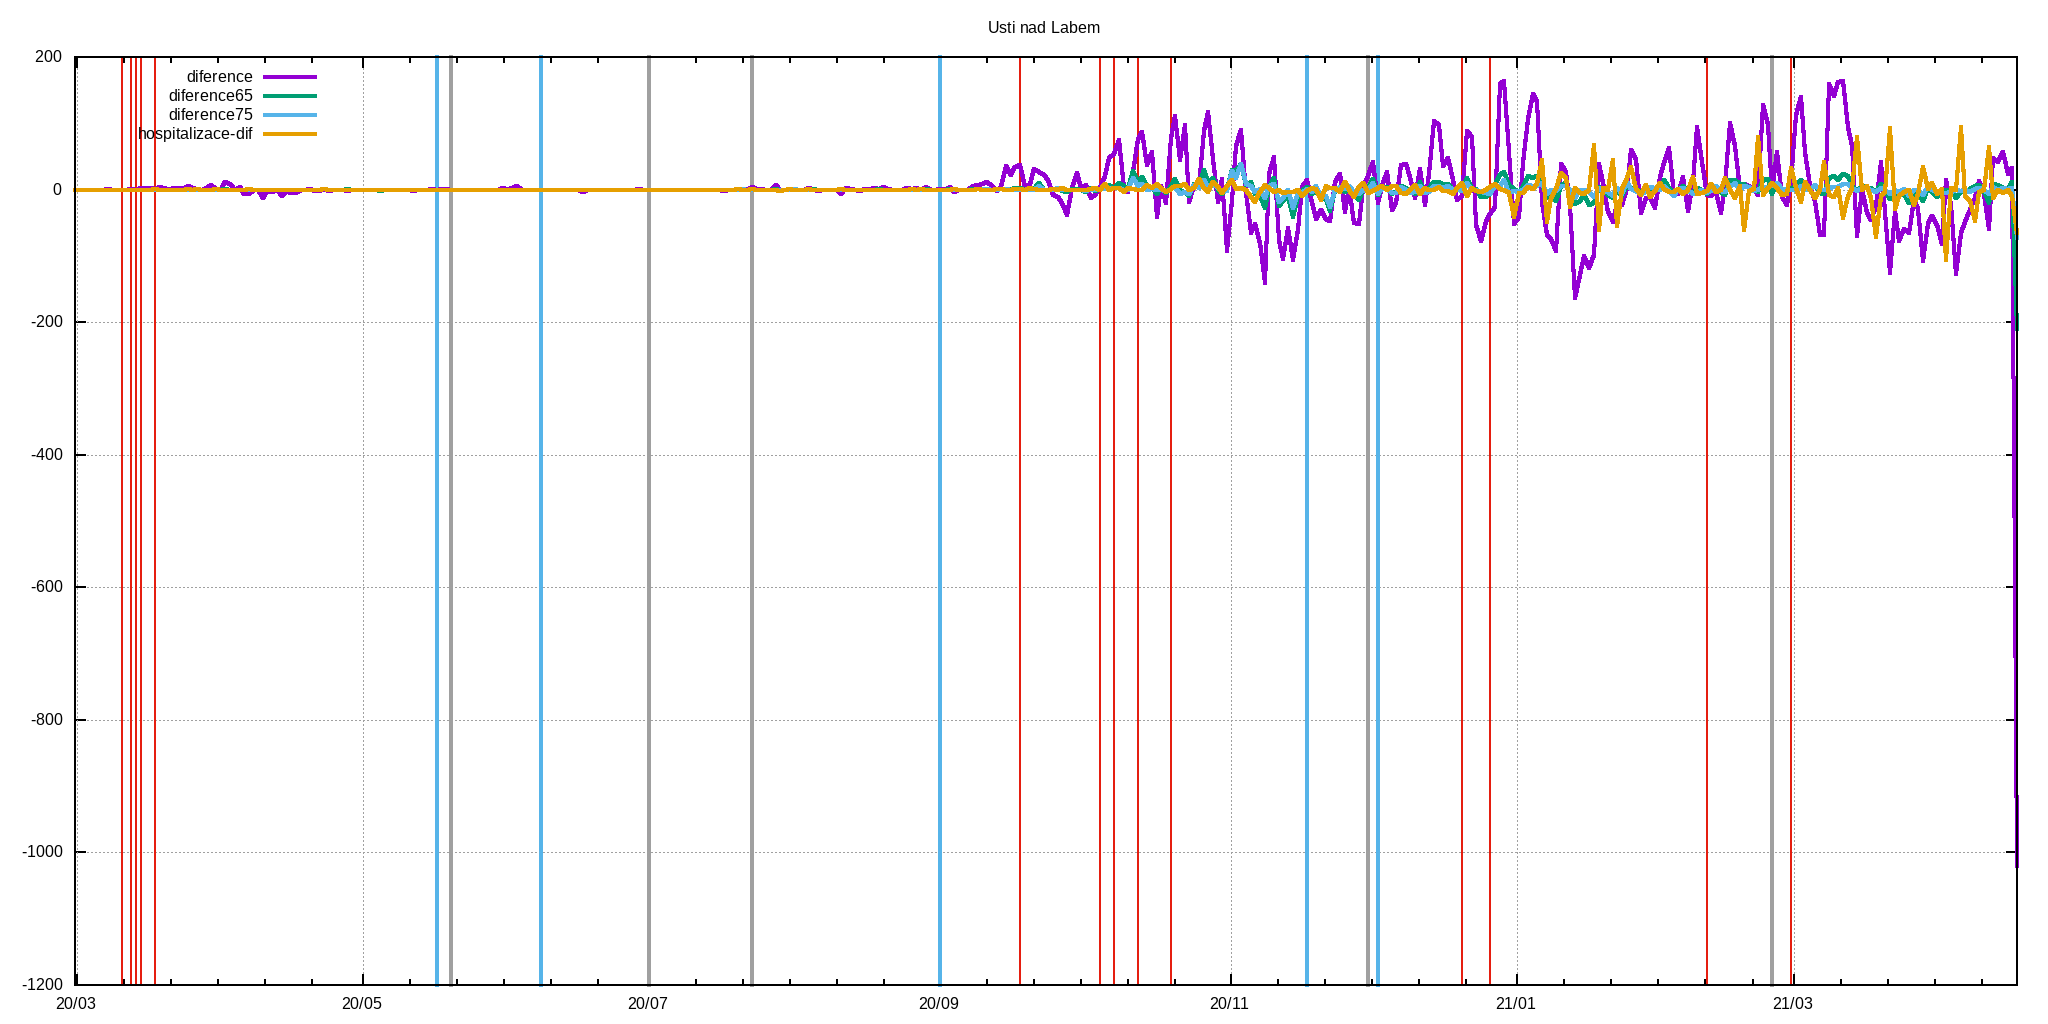 Usti nad Labem
200
diference
diference65
diference75
hospitalizace-dif
0
-200
-400
-600
-800
-1000
-1200
20/03 20/05 20/07 20/09 20/11 21/01 21/03